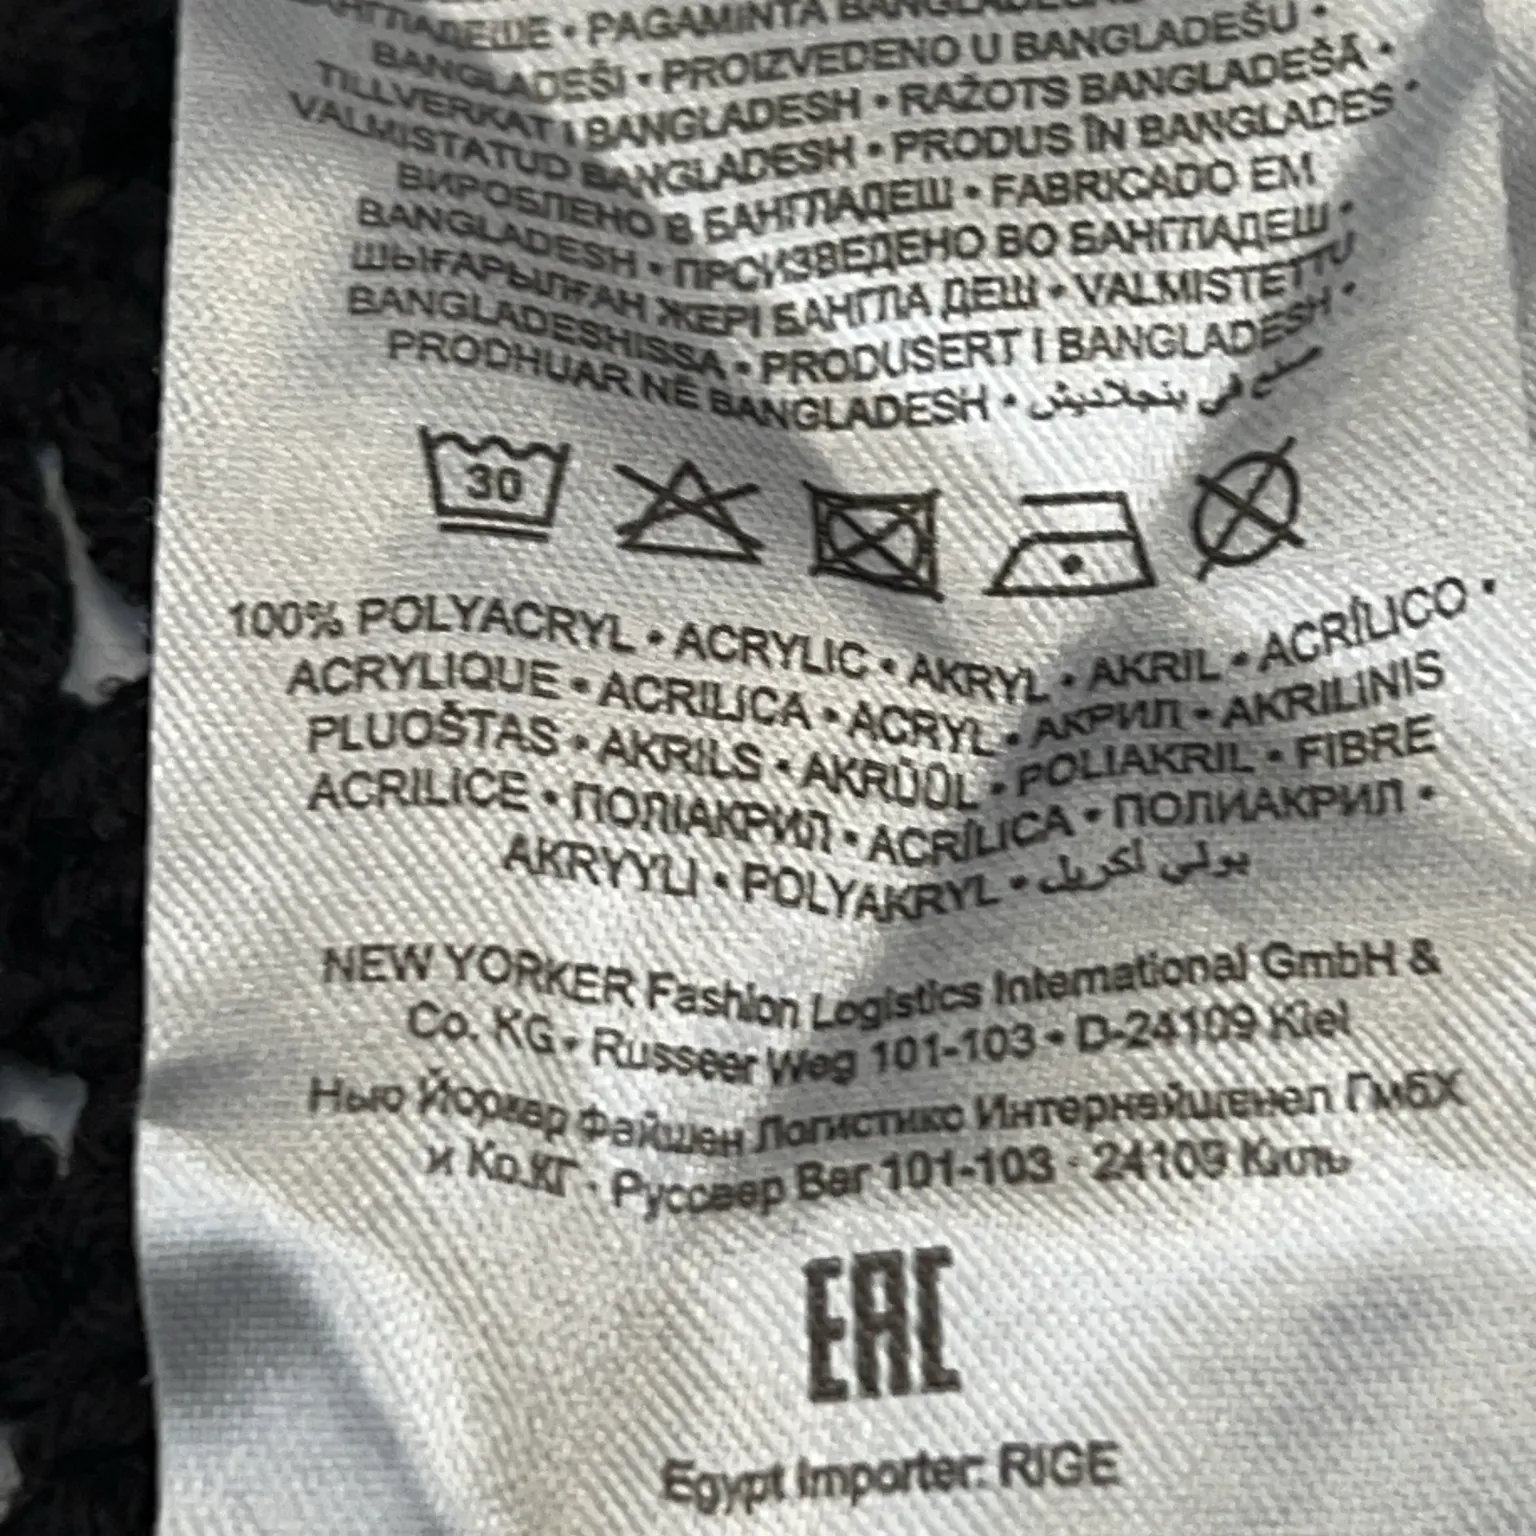 БАНГЛАДЕШЕ • PAGAMINTA
BANGLADEŠI • PROIZVEDENO U BANGLADEŠU •
TILLVERKAT I BANGLADESH • RAŽOTS BANGLADEŠĀ •
VALMISTATUD BANGLADESH • PRODUS ÎN BANGLADES •
ВИРОБЛЕНО В БАНГЛАДЕШ • FABRICADO EM
BANGLADESH • ПРОИЗВЕДЕНО ВО БАНГЛАДЕШ •
ШЫҒАРЫЛҒАН ЖЕРІ БАНГЛА ДЕШ • VALMISTETTU
BANGLADESHISSA • PRODUSERT I BANGLADESH •
PRODHUAR NË BANGLADESH • صنع في بنجلاديش
30
100% POLYACRYL • ACRYLIC • AKRYL • AKRIL • ACRÍLICO •
ACRYLIQUE • ACRILICA • ACRYL • АКРИЛ • AKRILINIS
PLUOŠTAS • AKRILS • AKRÜÜL • POLIAKRIL • FIBRE
ACRILICE • ПОЛІАКРИЛ • ACRÍLICA • ПОЛИАКРИЛ •
AKRYYLI • POLYAKRYL • بولي اكريل
NEW YORKER Fashion Logistics International GmbH &
Co. KG • Russeer Weg 101-103 • D-24109 Kiel
Нью Йоркер Файшен Логистикс Интернейшенел ГмбХ
и Ко.КГ • Руссеер Вег 101-103 • 24109 Киль
EAC
Egypt Importer: RIGE